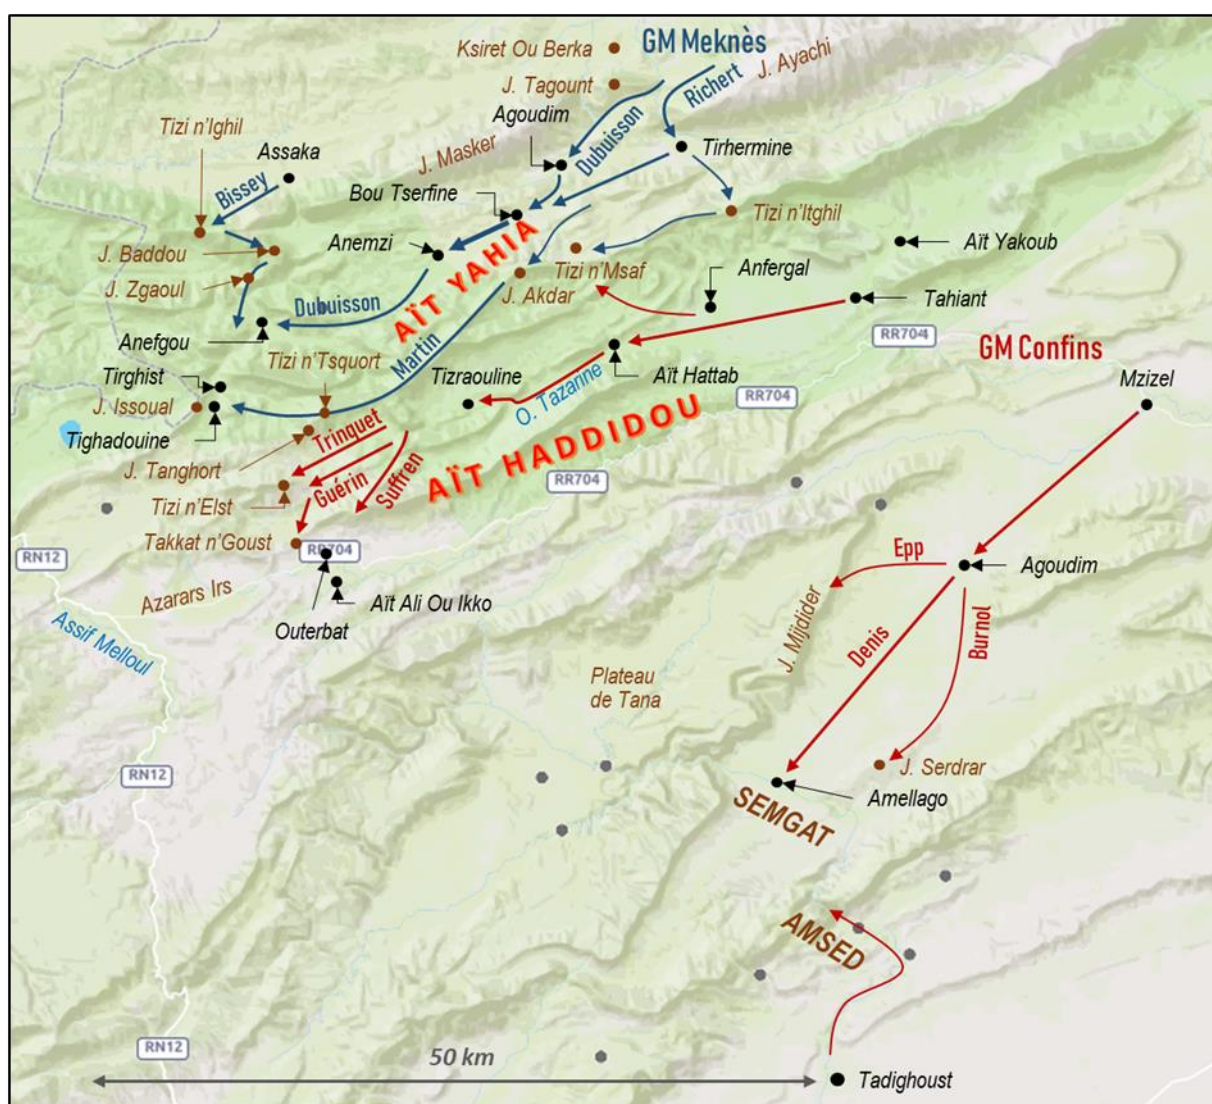 Ksiret Ou Berka
GM Meknès
J. Ayachi
J. Tagount
Richert
Agoudim
Dubuisson
Tizi n'Ighil
Tirhermine
Assaka
J. Masker
Bissey
Bou Tserfine
Tizi n'Itghil
J. Baddou
Anemzi
AÏT YAHIA
Aït Yakoub
Tizi n'Msaf
Anfergal
J. Zgaoul
J. Akdar
Dubuisson
Tahiant
Anefgou
Martin
RR704
GM Confins
Tizi n'Tsquort
Tirghist
Tizraouline
Aït Hattab
Mzizel
O. Tazarine
RR704
J. Issoual
Tighadouine
Trinquet
AÏT HADDIDOU
J. Tanghort
Guérin
Suffren
RR704
Tizi n'Elst
Takkat n'Goust
RR704
RN12
Epp
Agoudim
Azarars Irs
Aït Ali Ou Ikko
Outerbat
Assif Melloul
J. Mijdider
Denis
Burnol
Plateau
de Tana
RN12
J. Serdrar
Amellago
SEMGAT
AMSED
RN12
50 km
Tadighoust